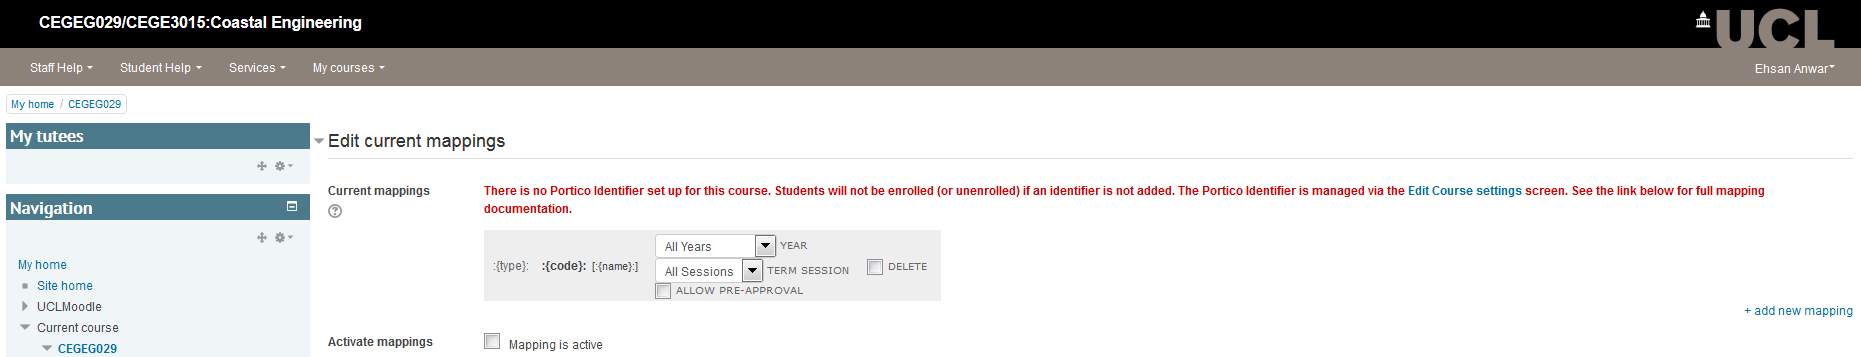 CEGEG029/CEGE3015:Coastal Engineering
UCL
Staff Help Student Help Services My courses
Ehsan Anwar
My home / CEGEG029
My tutees
Navigation
My home
Site home
UCLMoodle
Current course
CEGEG029
Edit current mappings
Current mappings
There is no Portico Identifier set up for this course. Students will not be enrolled (or unenrolled) if an identifier is not added. The Portico Identifier is managed via the Edit Course settings screen. See the link below for full mapping
documentation.
:{type}: :{code}: [:{name}:]
All Years YEAR
All Sessions TERM SESSION
ALLOW PRE-APPROVAL
DELETE
+ add new mapping
Activate mappings
Mapping is active